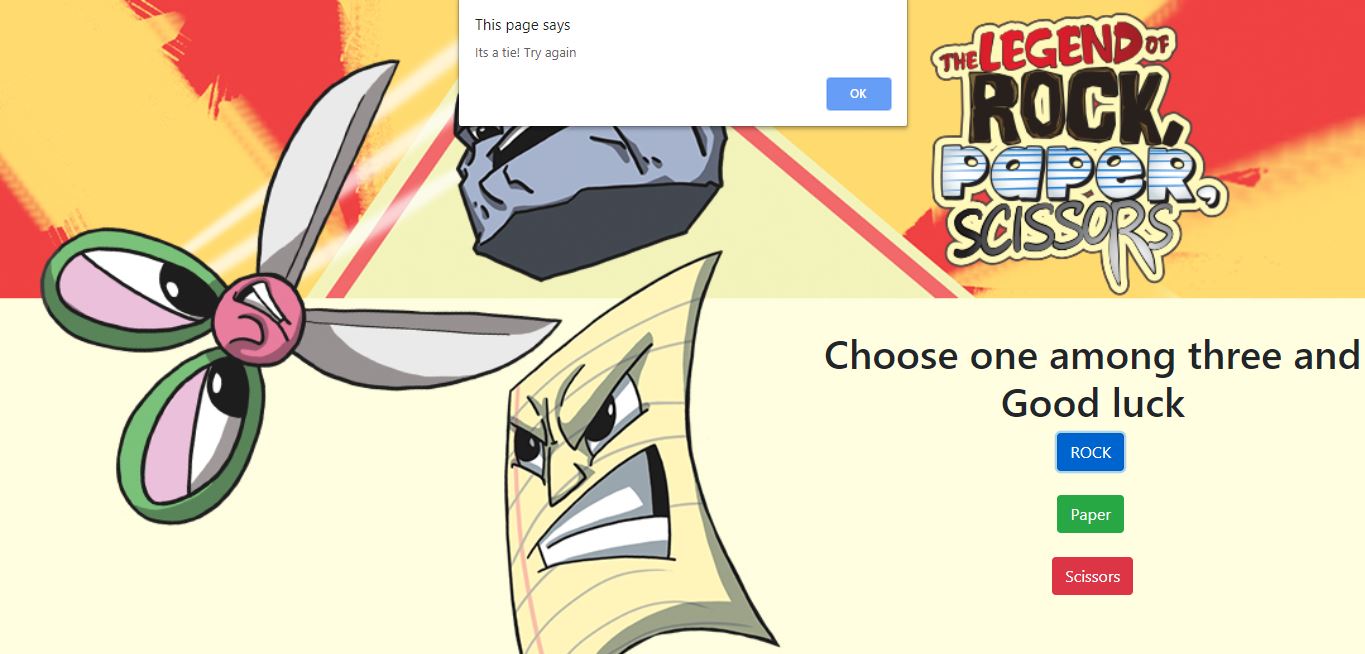 This page says
Its a tie! Try again
OK
THE LEGEND OF
ROCK,
PAPER,
SCISSORS
Choose one among three and
Good luck
ROCK
Paper
Scissors